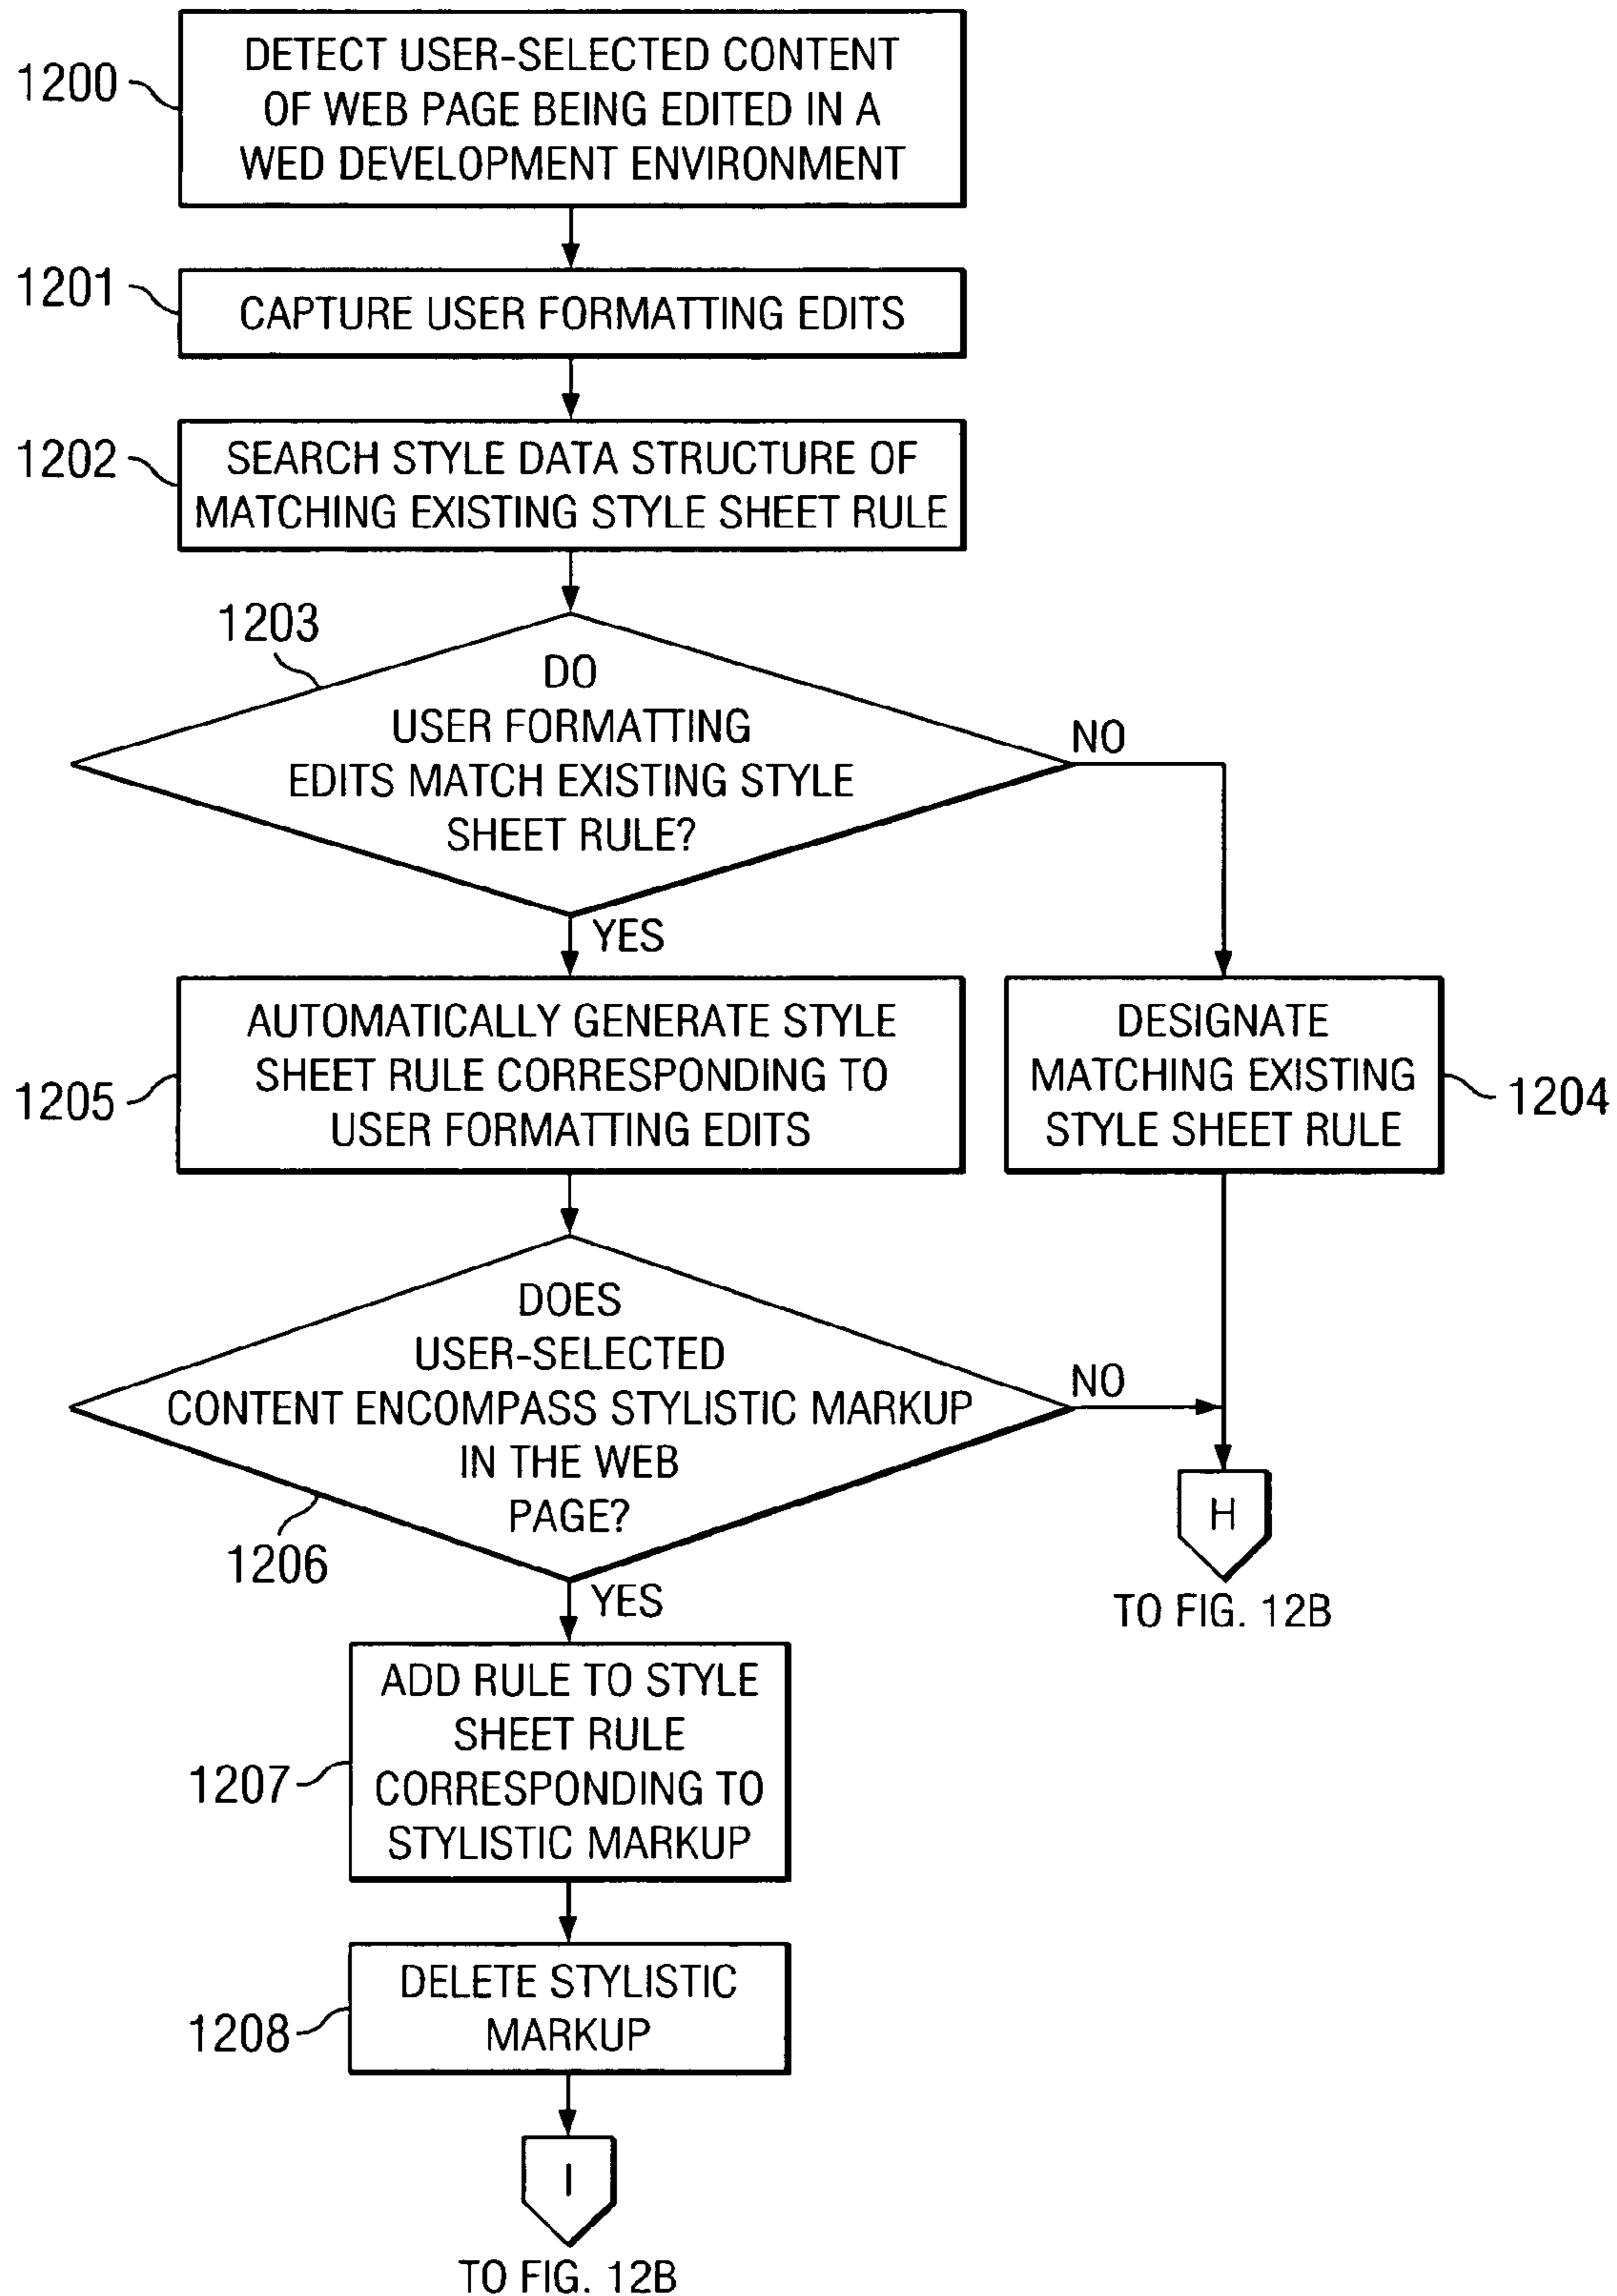 1200
DETECT USER-SELECTED CONTENT
OF WEB PAGE BEING EDITED IN A
WED DEVELOPMENT ENVIRONMENT
1201
CAPTURE USER FORMATTING EDITS
1202
SEARCH STYLE DATA STRUCTURE OF
MATCHING EXISTING STYLE SHEET RULE
1203
DO
USER FORMATTING
EDITS MATCH EXISTING STYLE
SHEET RULE?
NO
YES
1205
AUTOMATICALLY GENERATE STYLE
SHEET RULE CORRESPONDING TO
USER FORMATTING EDITS
DESIGNATE
MATCHING EXISTING
STYLE SHEET RULE
1204
DOES
USER-SELECTED
CONTENT ENCOMPASS STYLISTIC MARKUP
IN THE WEB
PAGE?
1206
NO
H
TO FIG. 12B
YES
1207
ADD RULE TO STYLE
SHEET RULE
CORRESPONDING TO
STYLISTIC MARKUP
1208
DELETE STYLISTIC
MARKUP
I
TO FIG. 12B